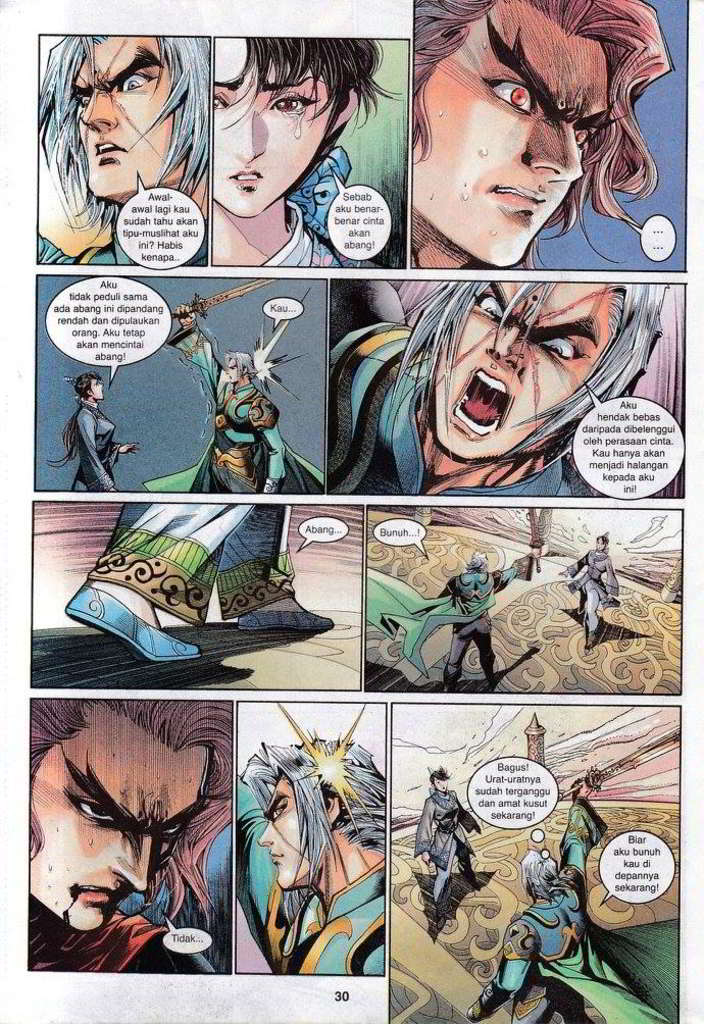 Awal-
awal lagi kau
sudah tahu akan
tipu-muslihat aku
ini? Habis
kenapa..
Sebab
aku benar-
benar cinta
akan
abang!
...
...
Aku
tidak peduli sama
ada abang ini dipandang
rendah dan dipulaukan
orang. Aku tetap
akan mencintai
abang!
Kau...
Aku
hendak bebas
daripada dibelenggui
oleh perasaan cinta.
Kau hanya akan
menjadi halangan
kepada aku
ini!
Abang...
Bunuh...!
Tidak...
Bagus!
Urat-uratnya
sudah terganggu
dan amat kusut
sekarang!
Biar
aku bunuh
kau di
depannya
sekarang!
30